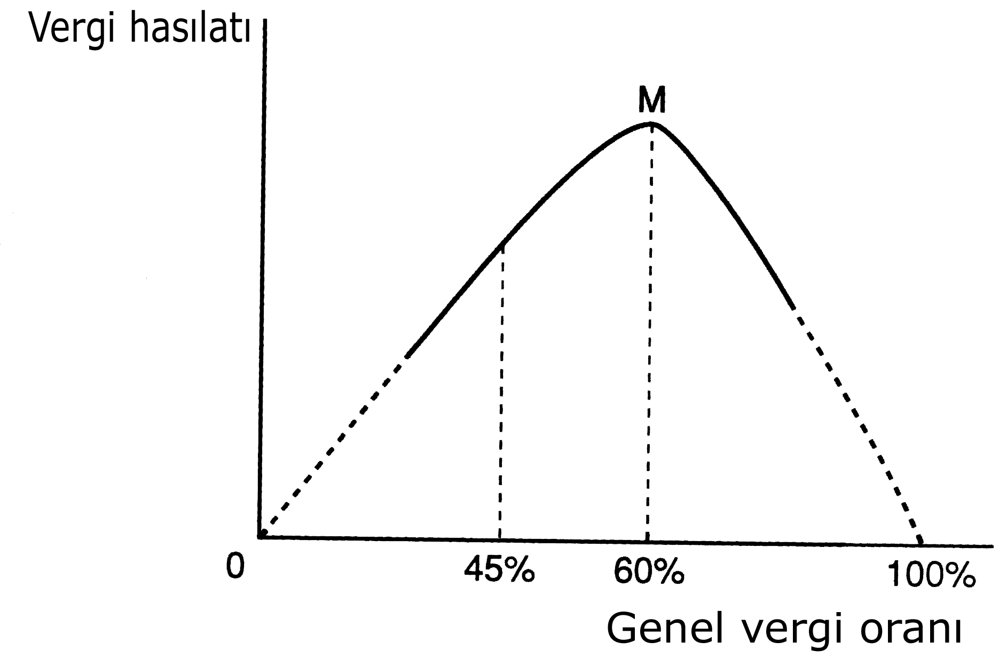 Vergi hasılatı
M
0
45%
60%
100%
Genel vergi oranı